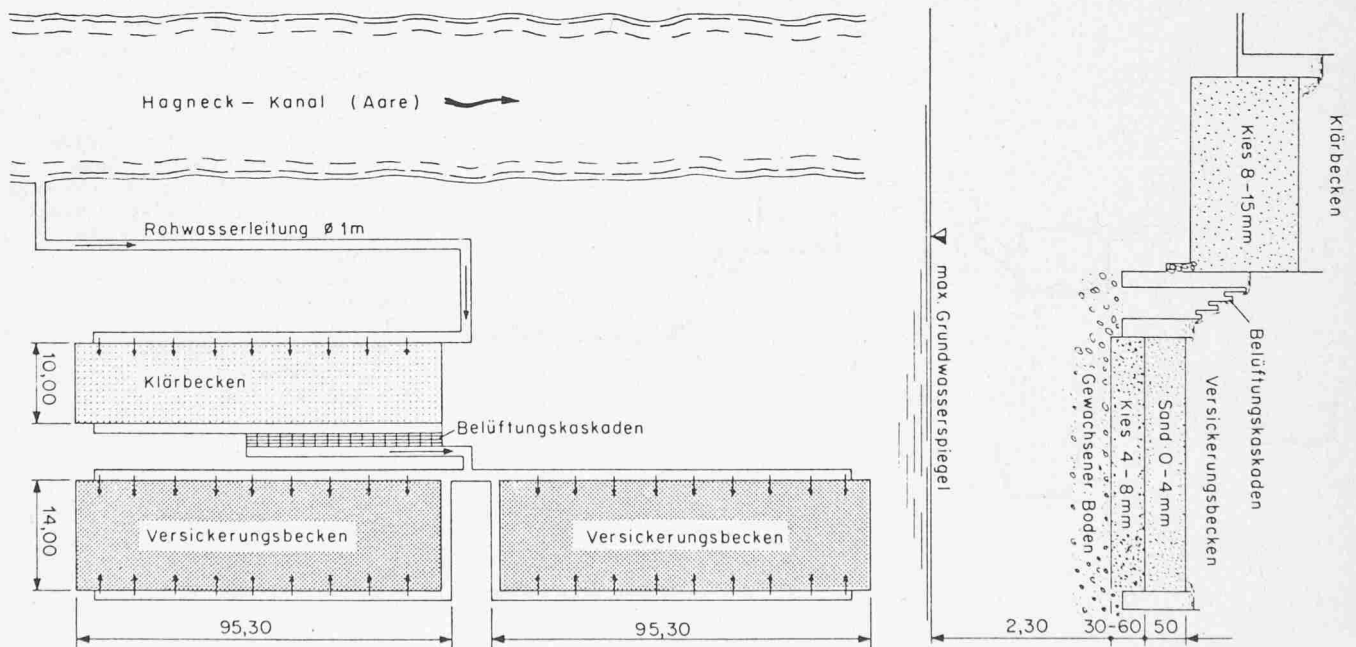 Hagneck – Kanal (Aare)
Rohwasserleitung ø 1m
10,00
Klärbecken
Belüftungskaskaden
14,00
Versickerungsbecken
Versickerungsbecken
95,30
95,30
max. Grundwasserspiegel
Gewachsener Boden
Kies 4–8mm
Sand 0–4mm
Versickerungsbecken
Belüftungskaskaden
Kies 8–15mm
Klärbecken
2,30
30-60
50